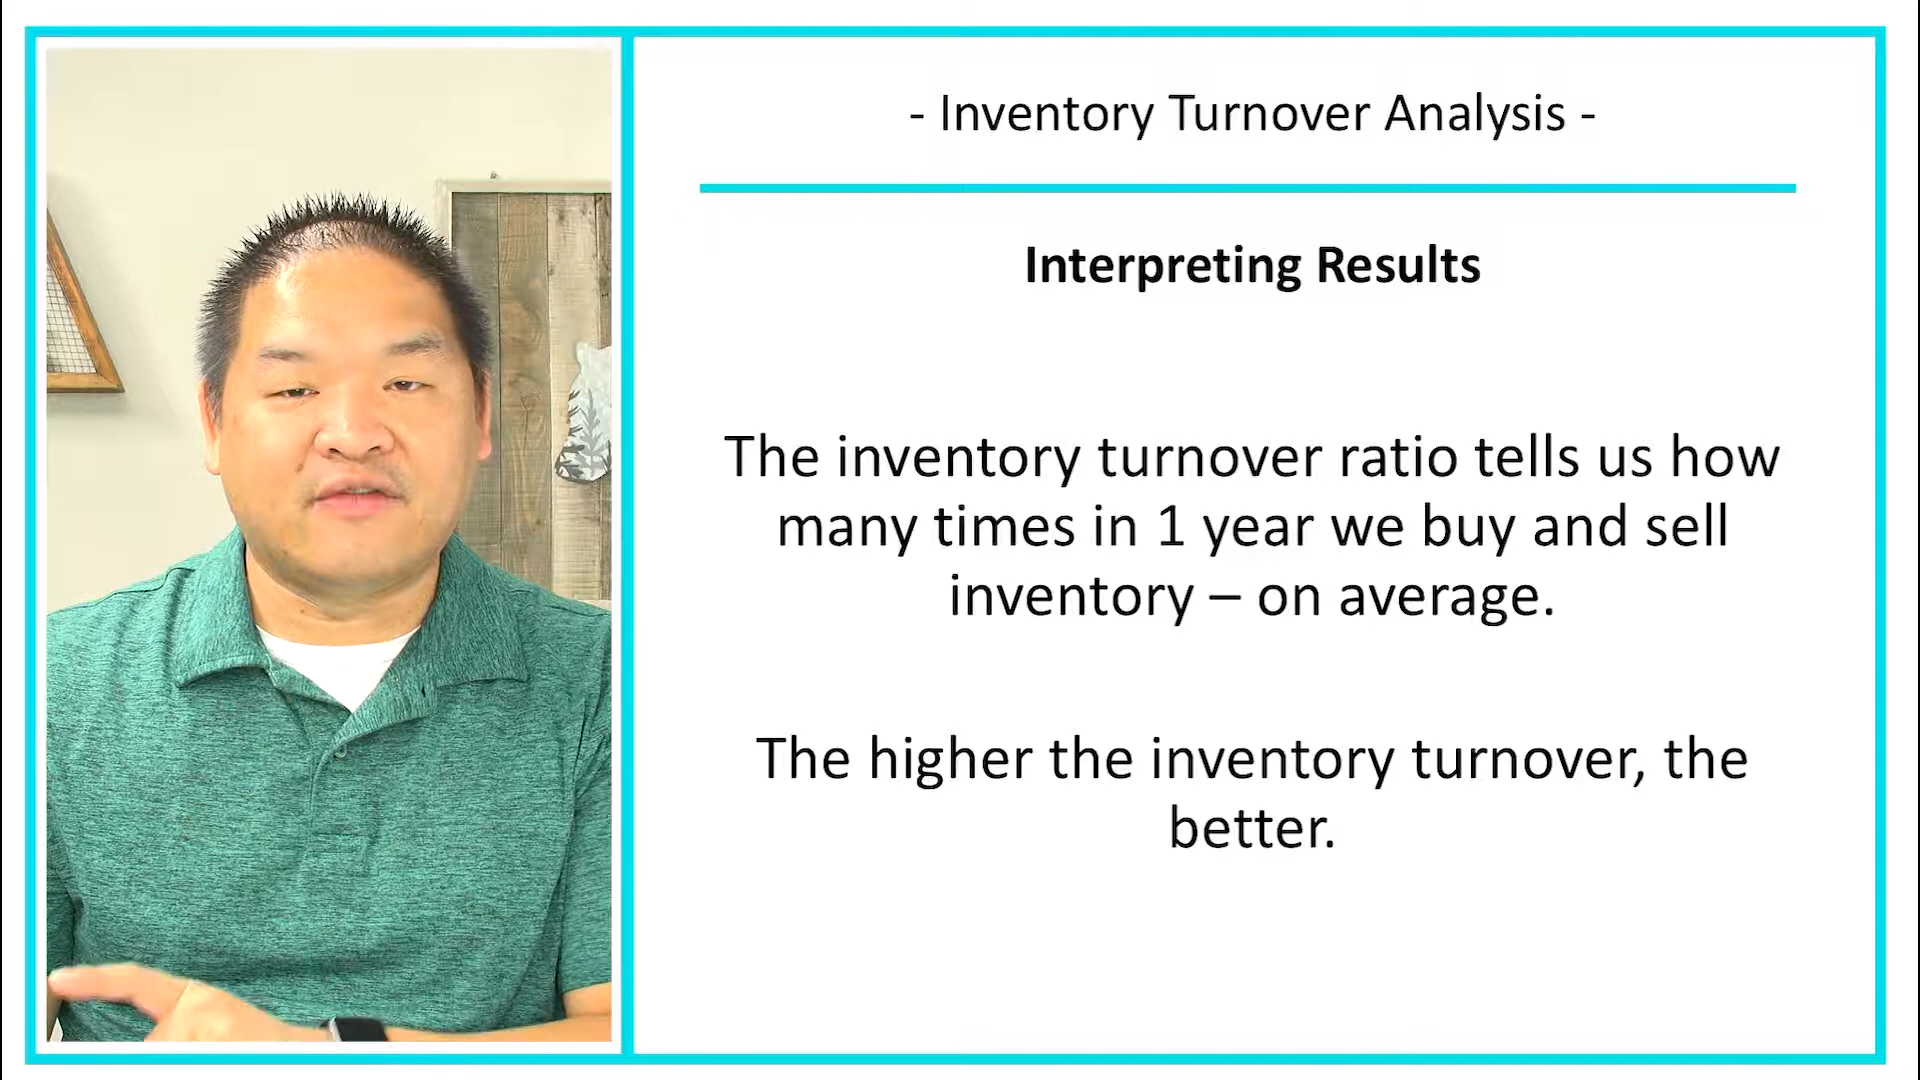 - Inventory Turnover Analysis -
Interpreting Results
The inventory turnover ratio tells us how
many times in 1 year we buy and sell
inventory – on average.
The higher the inventory turnover, the
better.